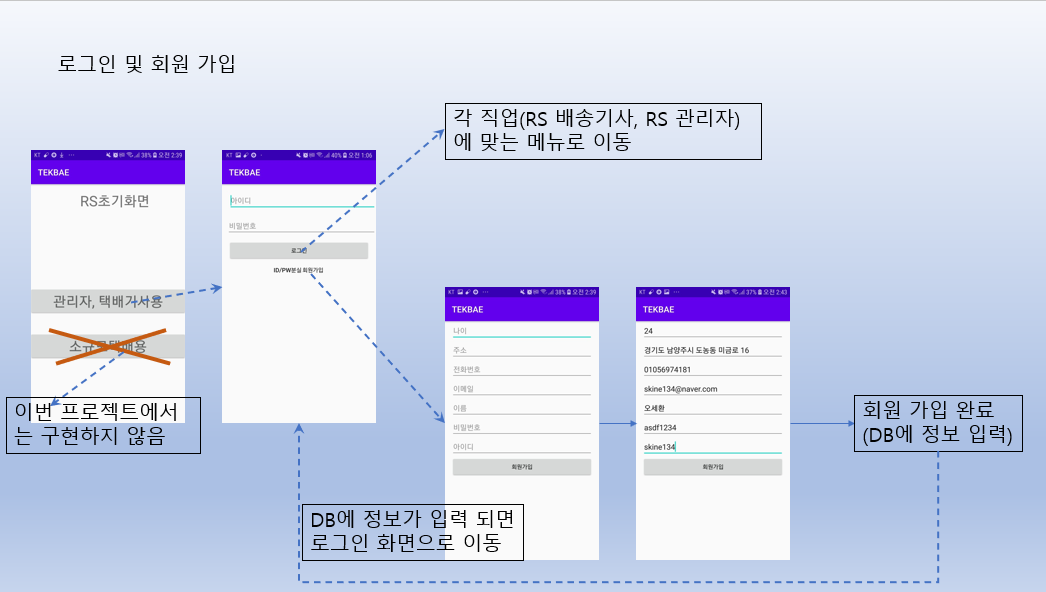 로그인 및 회원 가입
각 직업(RS 배송기사, RS 관리자)
에 맞는 메뉴로 이동
KT 38% 오전 2:39
TEKBAE
RS초기화면
관리자, 택배기사용
이번 프로젝트에서
는 구현하지 않음
KT 40% 오전 1:06
TEKBAE
아이디
비밀번호
로그인
ID/PW분실 회원가입
KT 38% 오전 2:39
TEKBAE
나이
주소
전화번호
이메일
이름
비밀번호
아이디
회원가입
KT 37% 오전 2:43
TEKBAE
24
경기도 남양주시 도농동 미금로 16
01056974181
skine134@naver.com
오세환
asdf1234
skine134
회원가입
회원 가입 완료
(DB에 정보 입력)
DB에 정보가 입력 되면
로그인 화면으로 이동